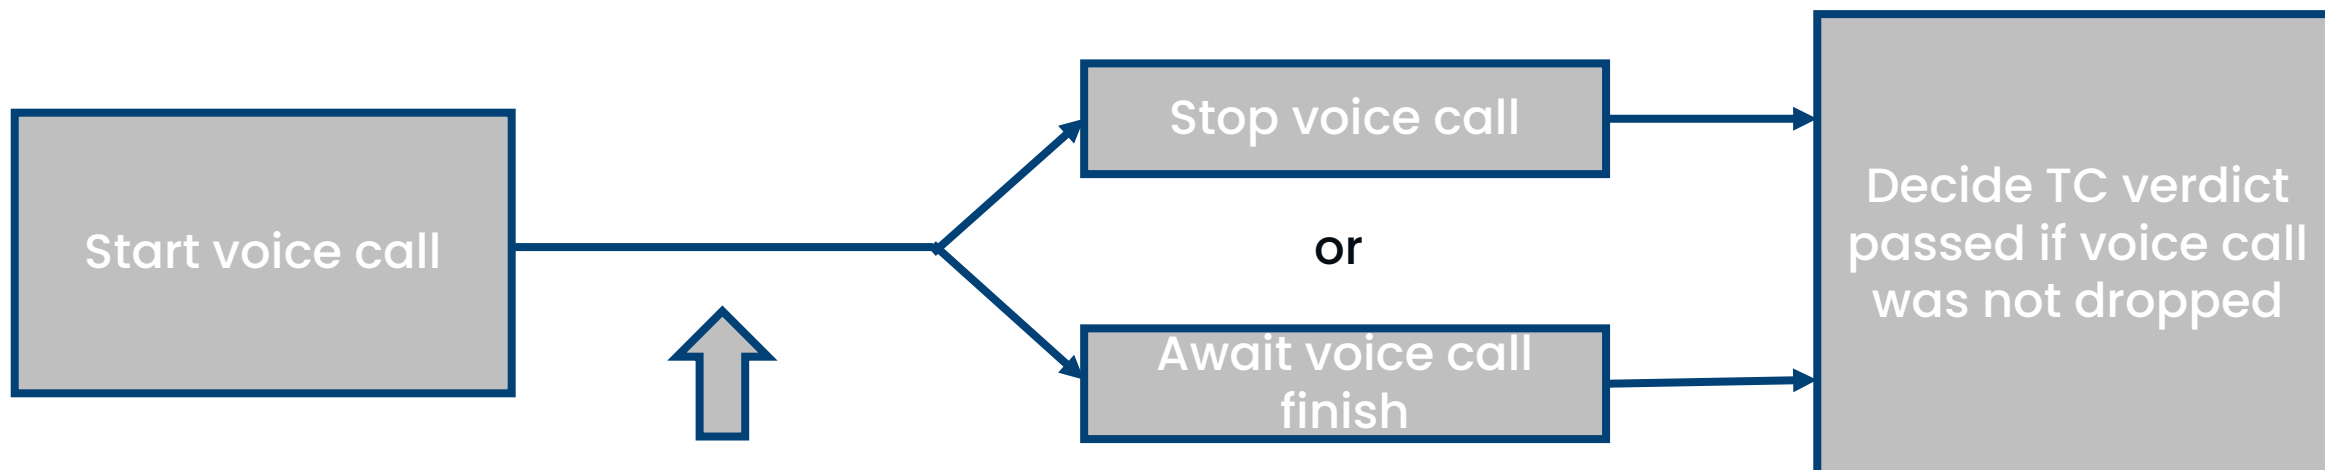 Start voice call
Stop voice call
or
Await voice call
finish
Decide TC verdict
passed if voice call
was not dropped